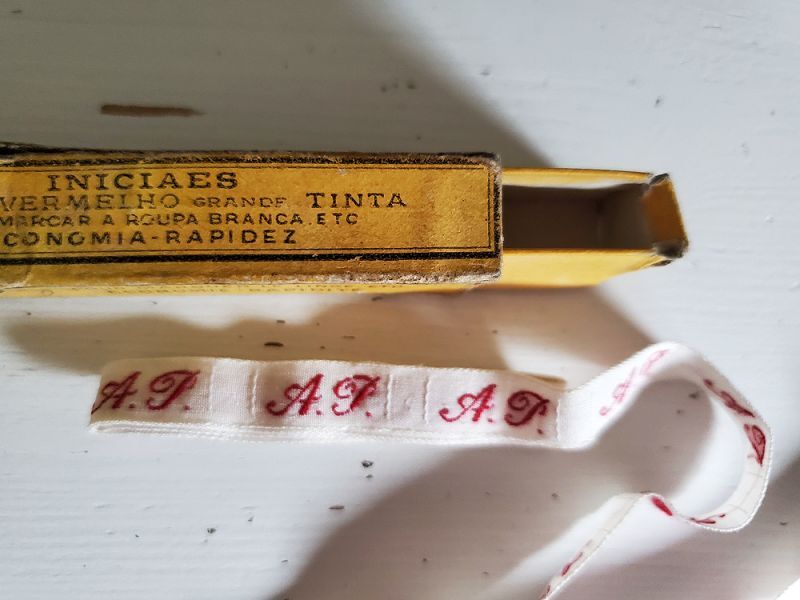 INICIAES
VERMELHO GRANDE TINTA
MARCAR A ROUPA BRANCA. ETC
CONOMIA-RAPIDEZ
A.P. A.P. A.P.